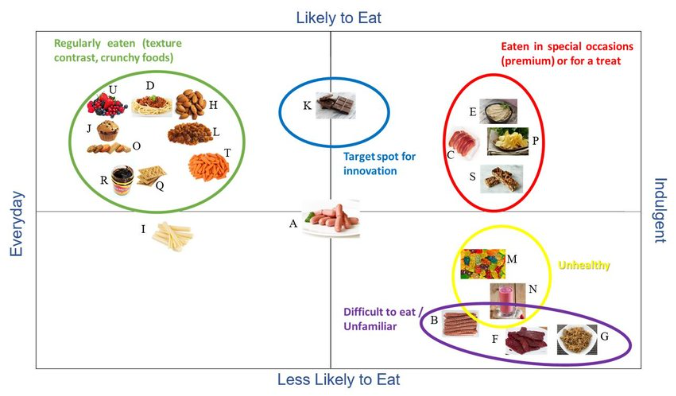 Likely to Eat
Regularly eaten (texture
contrast, crunchy foods)
Eaten in special occasions
(premium) or for a treat
U
D
H
J
L
O
T
R
Q
K
Target spot for
innovation
E
P
C
S
Everyday
Indulgent
I
A
M
Unhealthy
N
Difficult to eat /
Unfamiliar
B
F
G
Less Likely to Eat